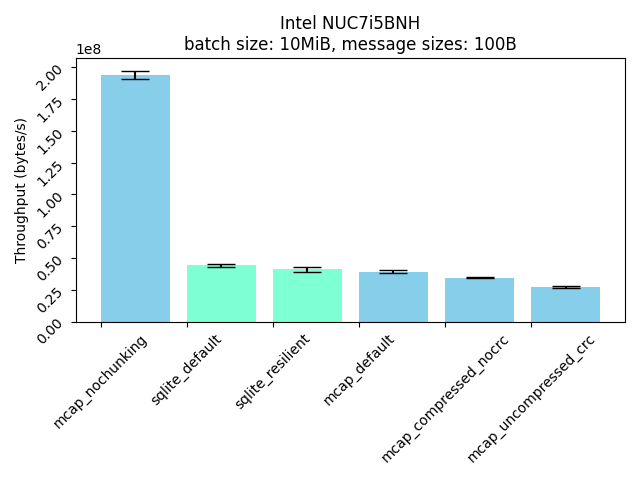 Intel NUC7i5BNH
batch size: 10MiB, message sizes: 100B
1e8
2.00
1.75
1.50
1.25
1.00
0.75
0.50
0.25
0.00
Throughput (bytes/s)
mcap_nochunking
sqlite_default
sqlite_resilient
mcap_default
mcap_compressed_nocrc
mcap_uncompressed_crc